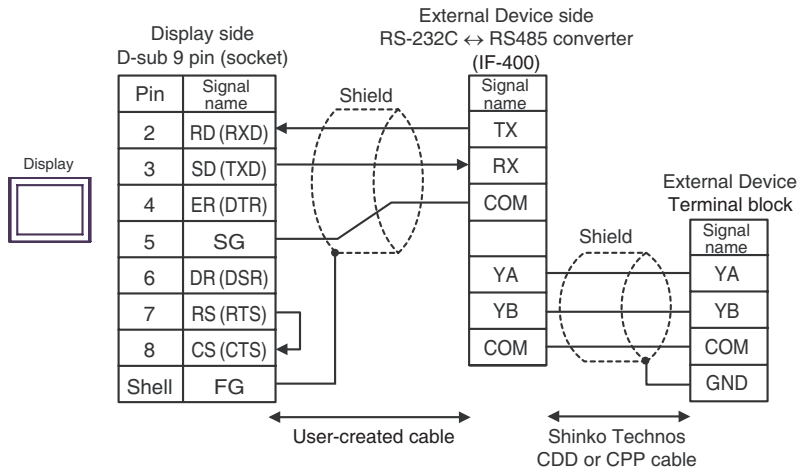 External Device side
RS-232C ↔ RS485 converter
(IF-400)
Display side
D-sub 9 pin (socket)
Display
Pin Signal name
2 RD (RXD)
3 SD (TXD)
4 ER (DTR)
5 SG
6 DR (DSR)
7 RS (RTS)
8 CS (CTS)
Shell FG
Shield
Signal name
TX
RX
COM
YA
YB
COM
Shield
External Device
Terminal block
Signal name
YA
YB
COM
GND
User-created cable
Shinko Technos
CDD or CPP cable